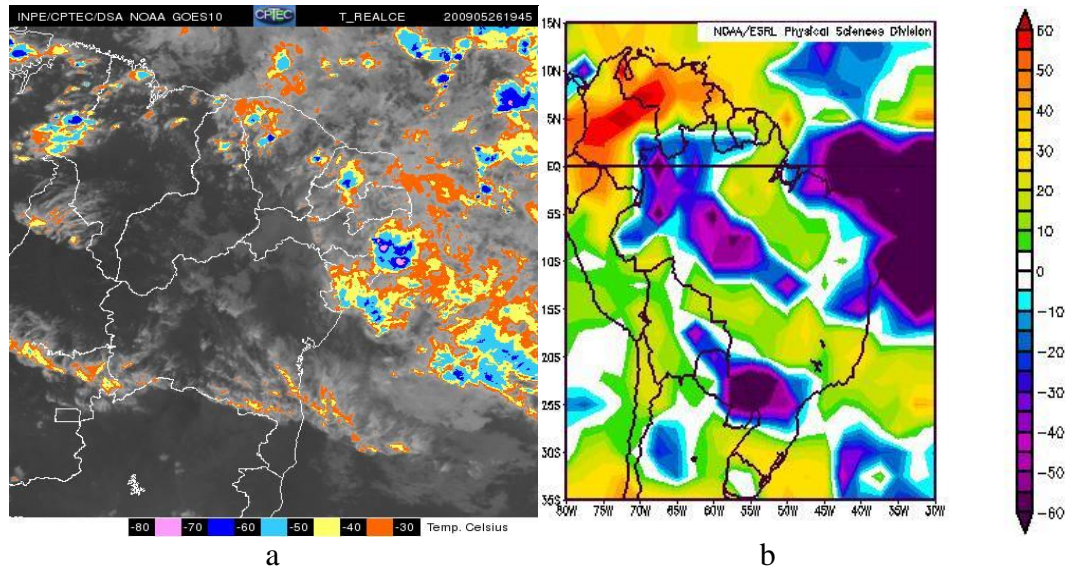 INPE/CPTEC/DSA NOAA GOES10 CPTEC T_REALCE 200905261945
-80 -70 -60 -50 -40 -30 Temp. Celsius
a
NOAA/ESRL Physical Sciences Division
15N
10N
5N
EQ
5S
10S
15S
20S
25S
30S
35S
80W 75W 70W 65W 60W 55W 50W 45W 40W 35W 30W
b
60
50
40
30
20
10
0
-10
-20
-30
-40
-50
-60